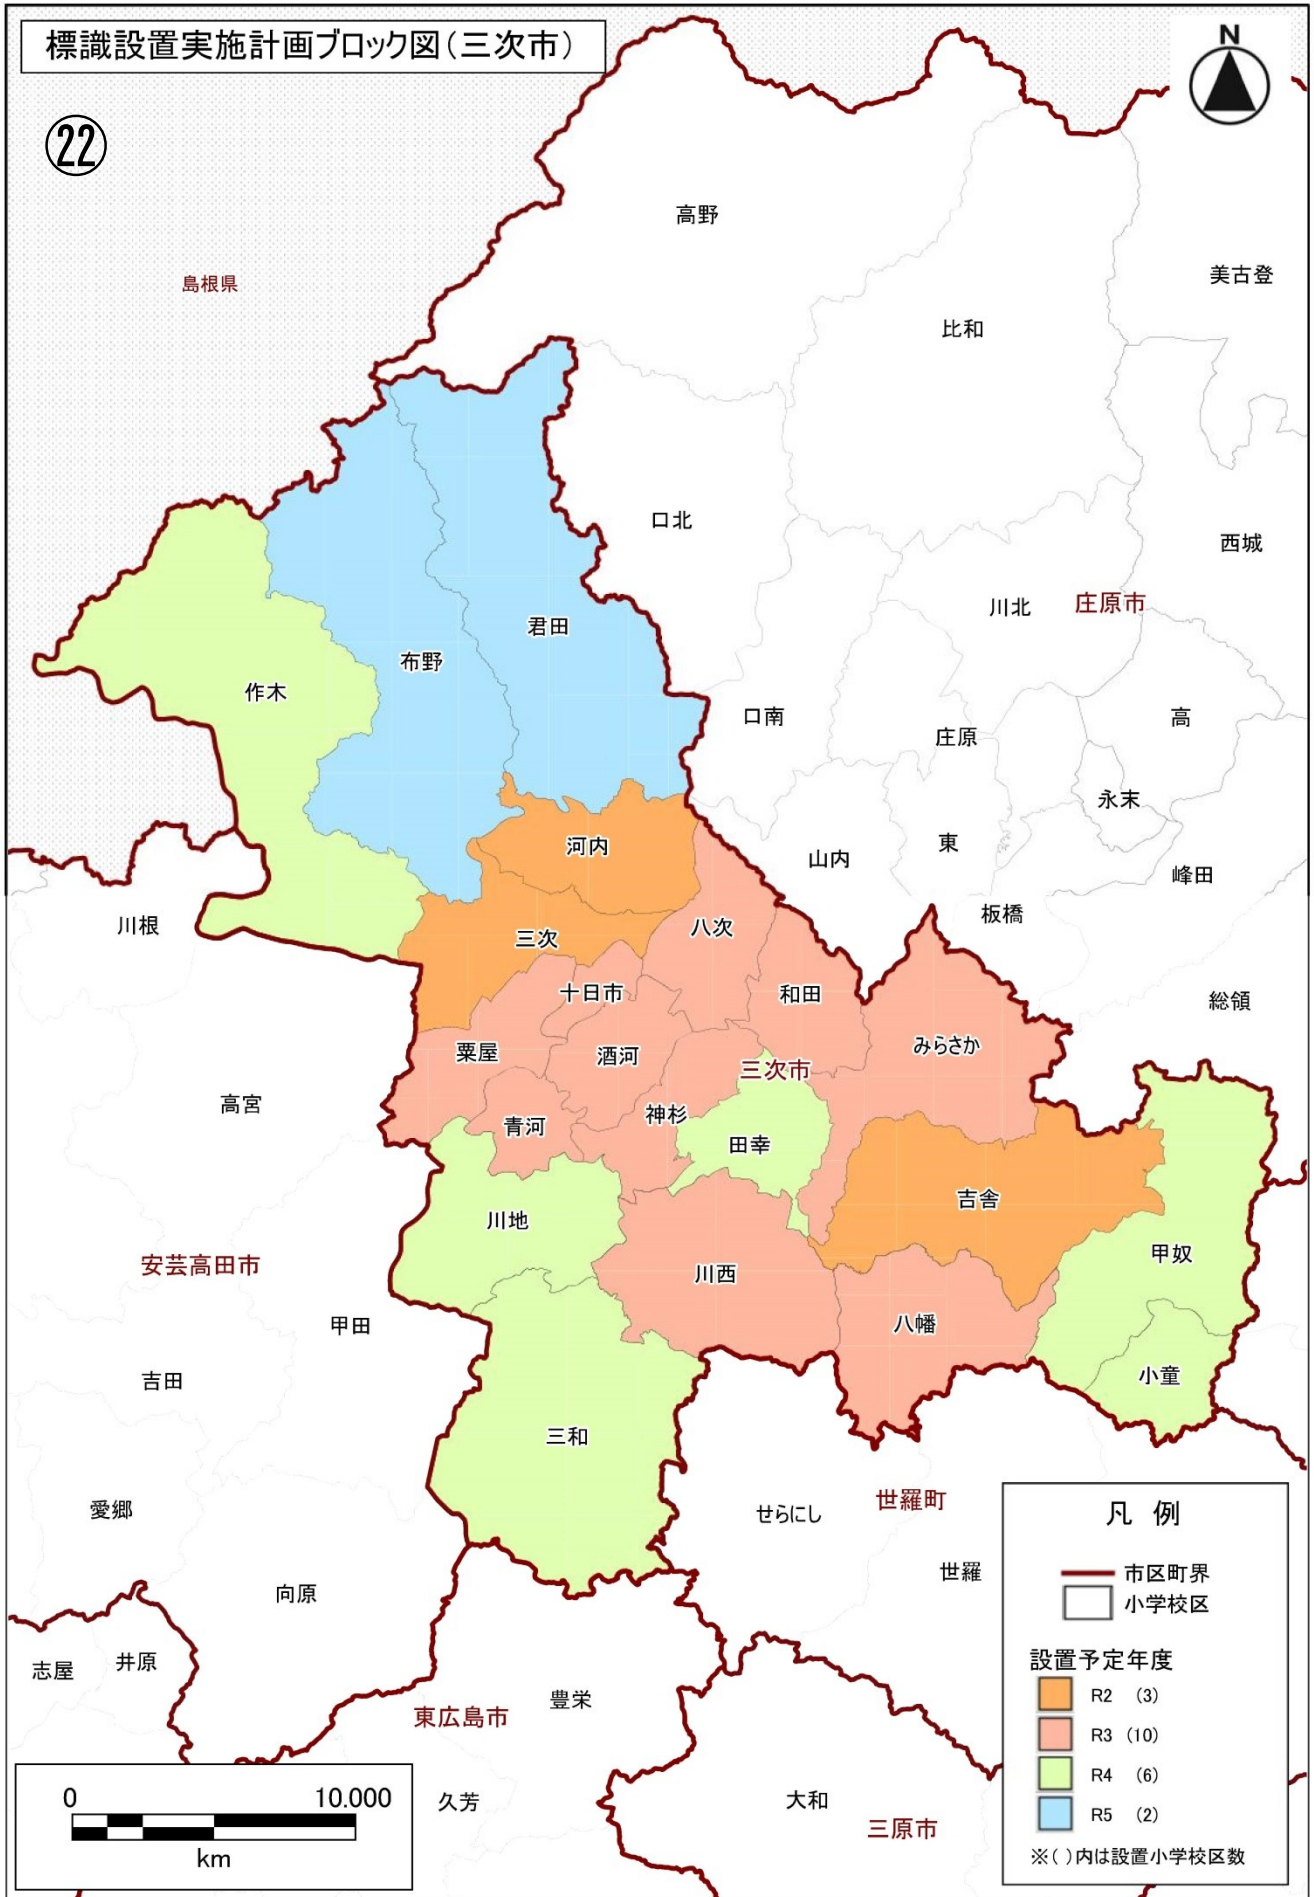 標識設置実施計画ブロック図（三次市）
N
㉒
高野
島根県
美古登
比和
口北
西城
川北
庄原市
君田
布野
作木
口南
高
庄原
永末
河内
東
山内
峰田
板橋
川根
三次
八次
十日市
和田
総領
粟屋
酒河
みらさか
三次市
高宮
神杉
青河
田幸
吉舎
川地
甲奴
安芸高田市
川西
甲田
八幡
吉田
小童
三和
愛郷
せらにし
世羅町
世羅
向原
井原
志屋
豊栄
東広島市
久芳
大和
三原市
凡 例
市区町界
小学校区
設置予定年度
R2 （3）
R3 （10）
R4 （6）
R5 （2）
※（ ）内は設置小学校区数
0 10.000
km